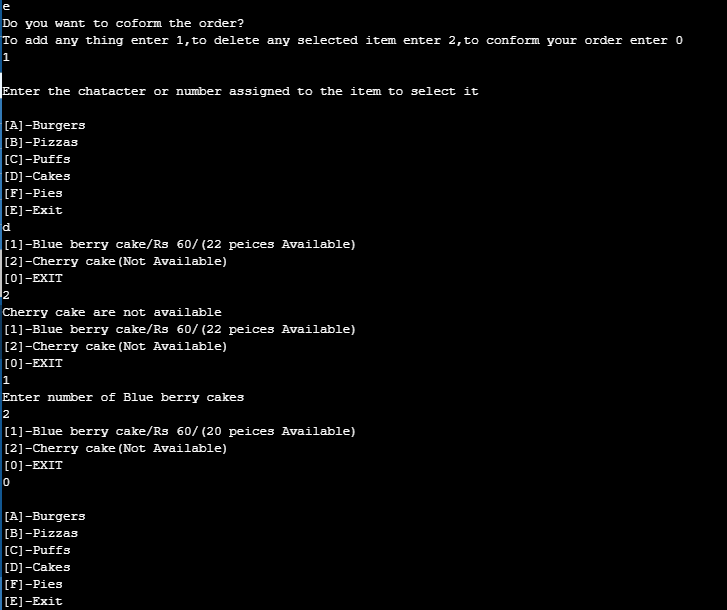 e
Do you want to coform the order?
To add any thing enter 1,to delete any selected item enter 2,to conform your order enter 0
1
Enter the chatacter or number assigned to the item to select it
[A]-Burgers
[B]-Pizzas
[C]-Puffs
[D]-Cakes
[F]-Pies
[E]-Exit
d
[1]-Blue berry cake/Rs 60/(22 peices Available)
[2]-Cherry cake(Not Available)
[0]-EXIT
2
Cherry cake are not available
[1]-Blue berry cake/Rs 60/(22 peices Available)
[2]-Cherry cake(Not Available)
[0]-EXIT
1
Enter number of Blue berry cakes
2
[1]-Blue berry cake/Rs 60/(20 peices Available)
[2]-Cherry cake(Not Available)
[0]-EXIT
0
[A]-Burgers
[B]-Pizzas
[C]-Puffs
[D]-Cakes
[F]-Pies
[E]-Exit